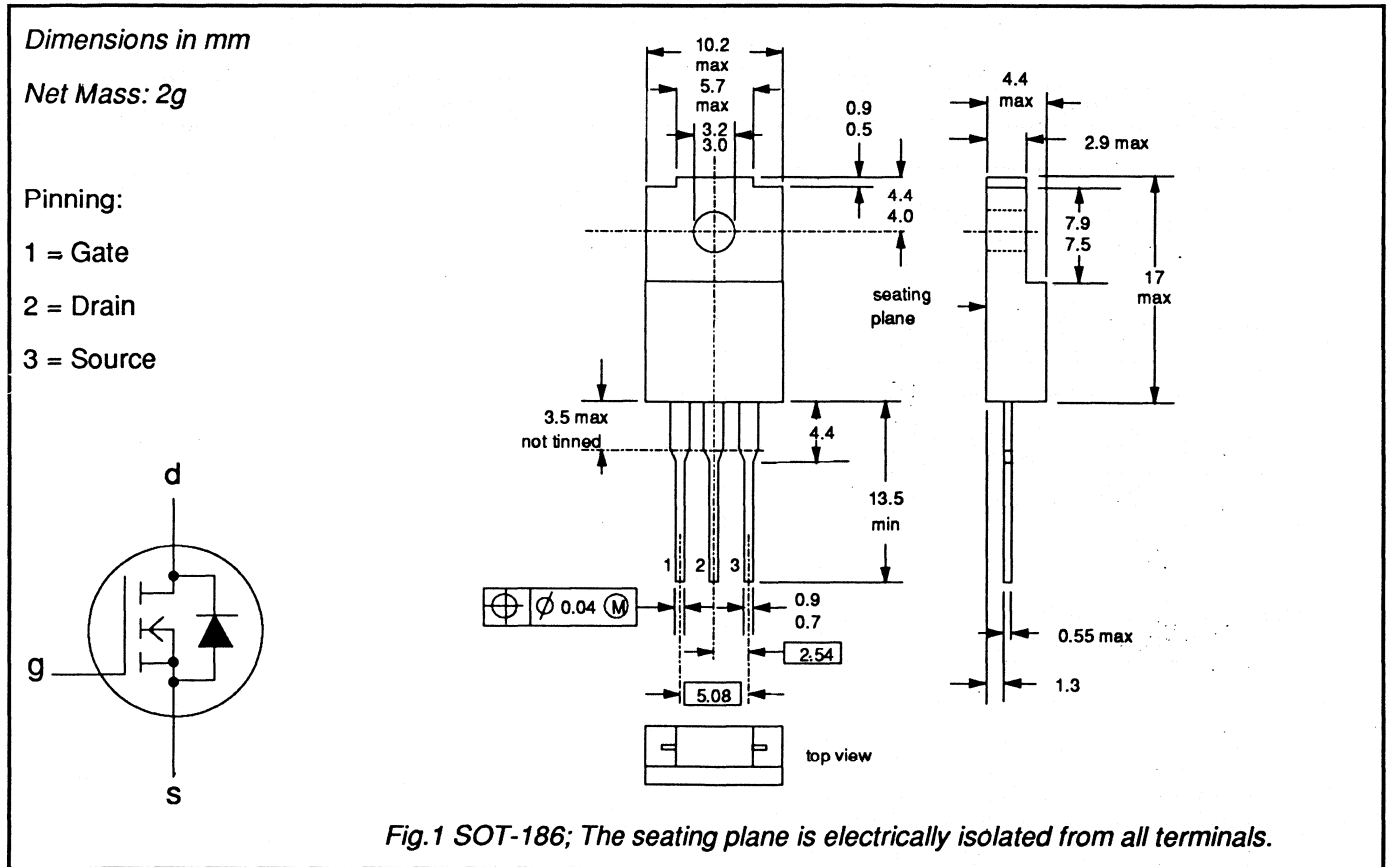 Dimensions in mm
Net Mass: 2g
Pinning:
1 = Gate
2 = Drain
3 = Source
d
g
s
10.2
max
5.7
max
3.2
3.0
0.9
0.5
4.4
4.0
seating
plane
3.5 max
not tinned
4.4
13.5
min
1
2
3
⌖ ∅ 0.04 Ⓜ
0.9
0.7
2.54
5.08
top view
4.4
max
2.9 max
7.9
7.5
17
max
0.55 max
1.3
Fig.1 SOT-186; The seating plane is electrically isolated from all terminals.